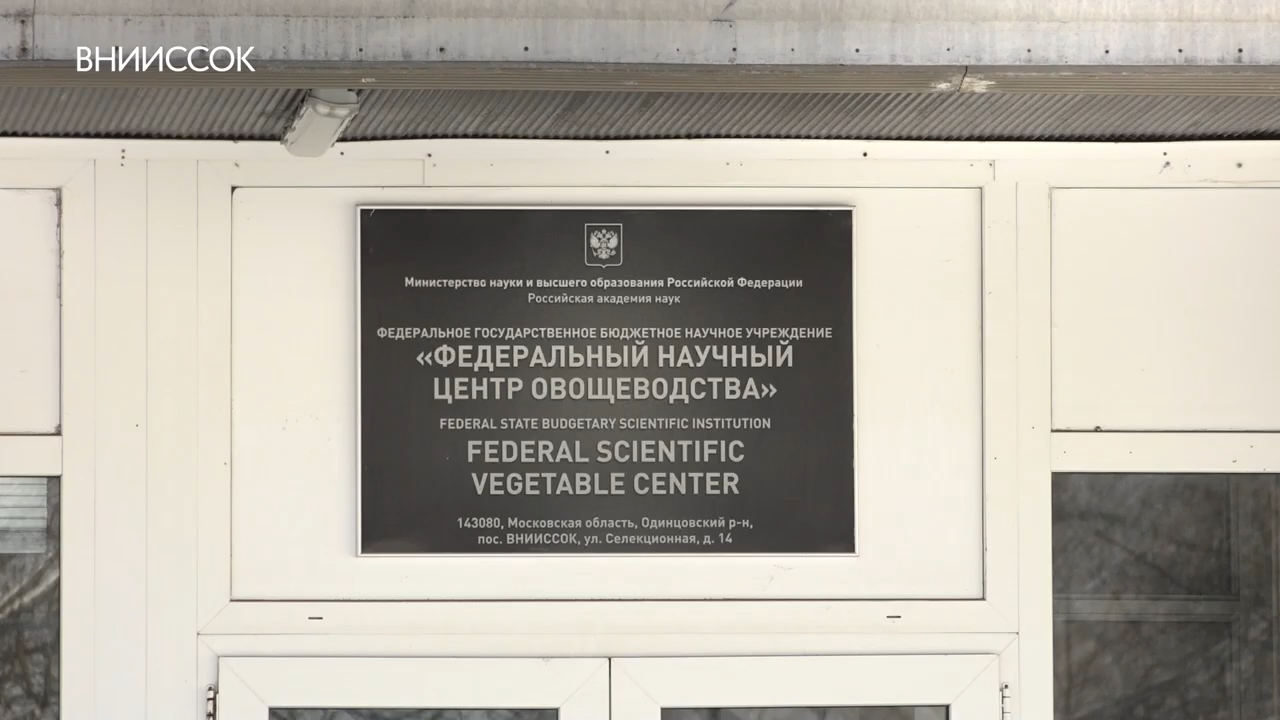 ВНИИССОК
Министерство науки и высшего образования Российской Федерации
Российская академия наук
ФЕДЕРАЛЬНОЕ ГОСУДАРСТВЕННОЕ БЮДЖЕТНОЕ НАУЧНОЕ УЧРЕЖДЕНИЕ
«ФЕДЕРАЛЬНЫЙ НАУЧНЫЙ
ЦЕНТР ОВОЩЕВОДСТВА»
FEDERAL STATE BUDGETARY SCIENTIFIC INSTITUTION
FEDERAL SCIENTIFIC
VEGETABLE CENTER
143080, Московская область, Одинцовский р-н,
пос. ВНИИССОК, ул. Селекционная, д. 14